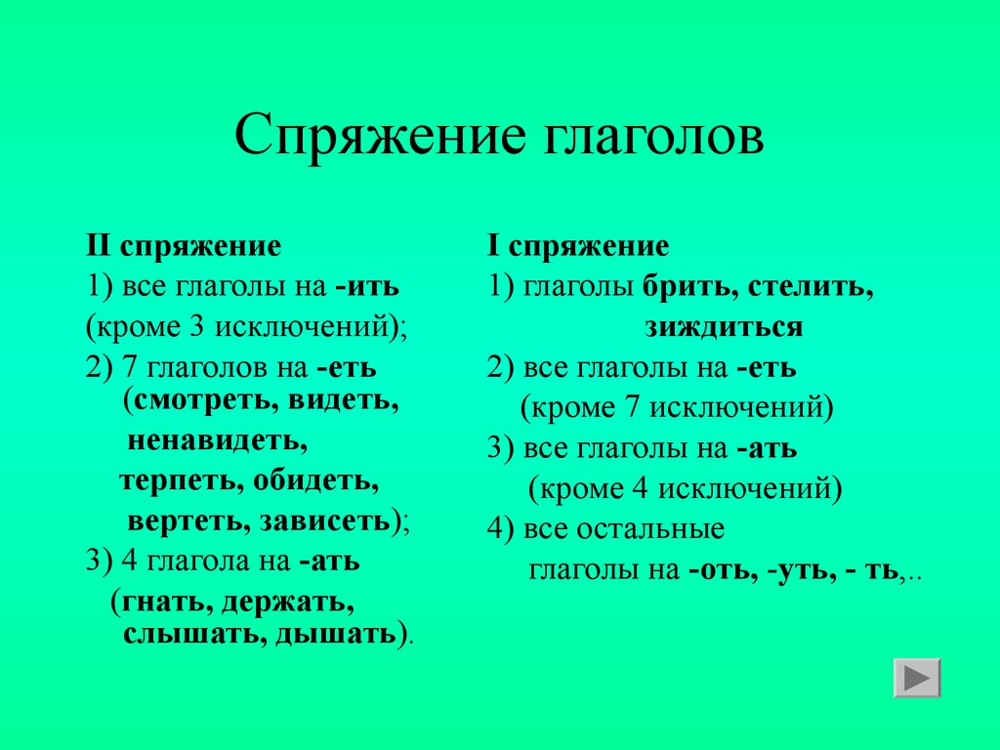 Спряжение глаголов
II спряжение
1) все глаголы на -ить
(кроме 3 исключений);
2) 7 глаголов на -еть
(смотреть, видеть,
ненавидеть,
терпеть, обидеть,
вертеть, зависеть);
3) 4 глагола на -ать
(гнать, держать,
слышать, дышать).
I спряжение
1) глаголы брить, стелить,
зиждиться
2) все глаголы на -еть
(кроме 7 исключений)
3) все глаголы на -ать
(кроме 4 исключений)
4) все остальные
глаголы на -оть, -уть, - ть,..